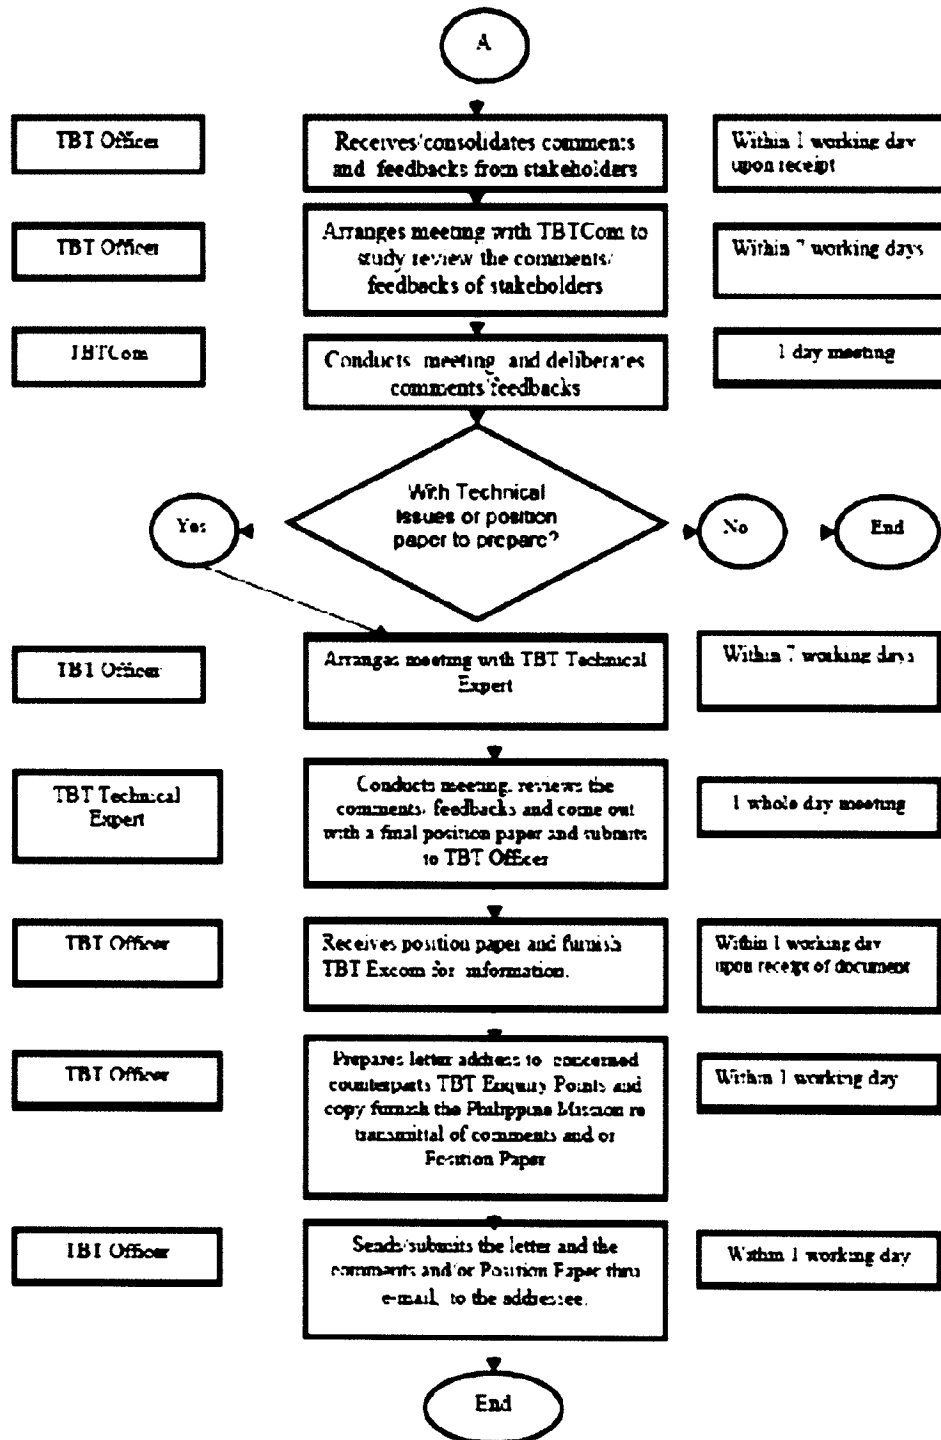 A
TBT Officer
Receives/consolidates comments
and feedbacks from stakeholders
Within 1 working day
upon receipt
TBT Officer
Arranges meeting with TBTCom to
study review the comments/
feedbacks of stakeholders
Within 7 working days
TBTCom
Conducts meeting and deliberates
comments/feedbacks
1 day meeting
With Technical
Issues or position
paper to prepare?
Yes
No
End
TBT Officer
Arranges meeting with TBT Technical
Expert
Within 7 working days
TBT Technical
Expert
Conducts meeting, reviews the
comments/ feedbacks and come out
with a final position paper and submits
to TBT Officer
1 whole day meeting
TBT Officer
Receives position paper and furnish
TBT Excom for information.
Within 1 working day
upon receipt of document
TBT Officer
Prepares letter address to concerned
counterparts TBT Enquiry Points and
copy furnish the Philippine Mission re
transmittal of comments and or
Position Paper
Within 1 working day
TBT Officer
Sends/submits the letter and the
comments and/or Position Paper thru
e-mail, to the addressee.
Within 1 working day
End